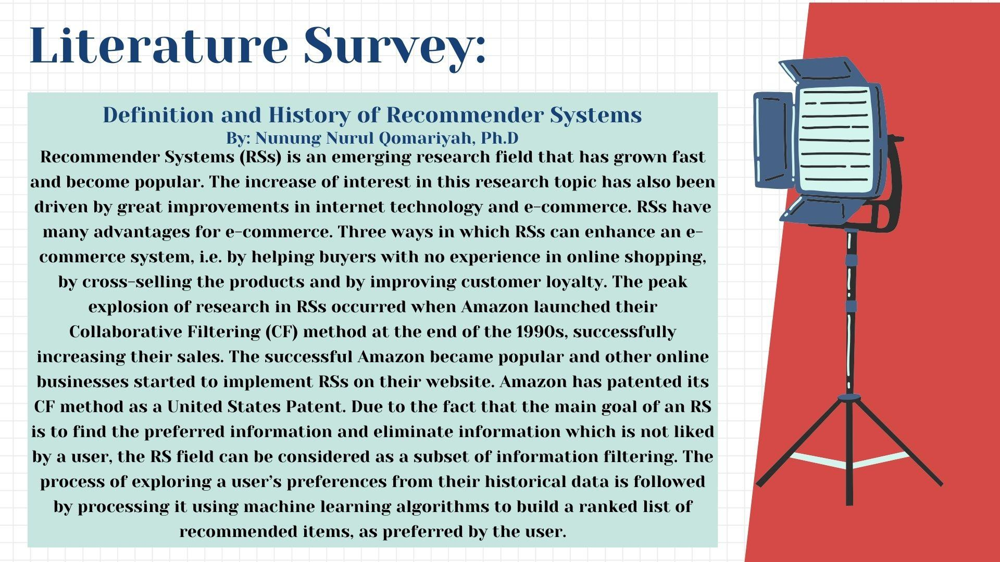 Literature Survey:
Definition and History of Recommender Systems
By: Nunung Nurul Qomariyah, Ph.D
Recommender Systems (RSs) is an emerging research field that has grown fast
and become popular. The increase of interest in this research topic has also been
driven by great improvements in internet technology and e-commerce. RSs have
many advantages for e-commerce. Three ways in which RSs can enhance an e-
commerce system, i.e. by helping buyers with no experience in online shopping,
by cross-selling the products and by improving customer loyalty. The peak
explosion of research in RSs occurred when Amazon launched their
Collaborative Filtering (CF) method at the end of the 1990s, successfully
increasing their sales. The successful Amazon became popular and other online
businesses started to implement RSs on their website. Amazon has patented its
CF method as a United States Patent. Due to the fact that the main goal of an RS
is to find the preferred information and eliminate information which is not liked
by a user, the RS field can be considered as a subset of information filtering. The
process of exploring a user’s preferences from their historical data is followed
by processing it using machine learning algorithms to build a ranked list of
recommended items, as preferred by the user.